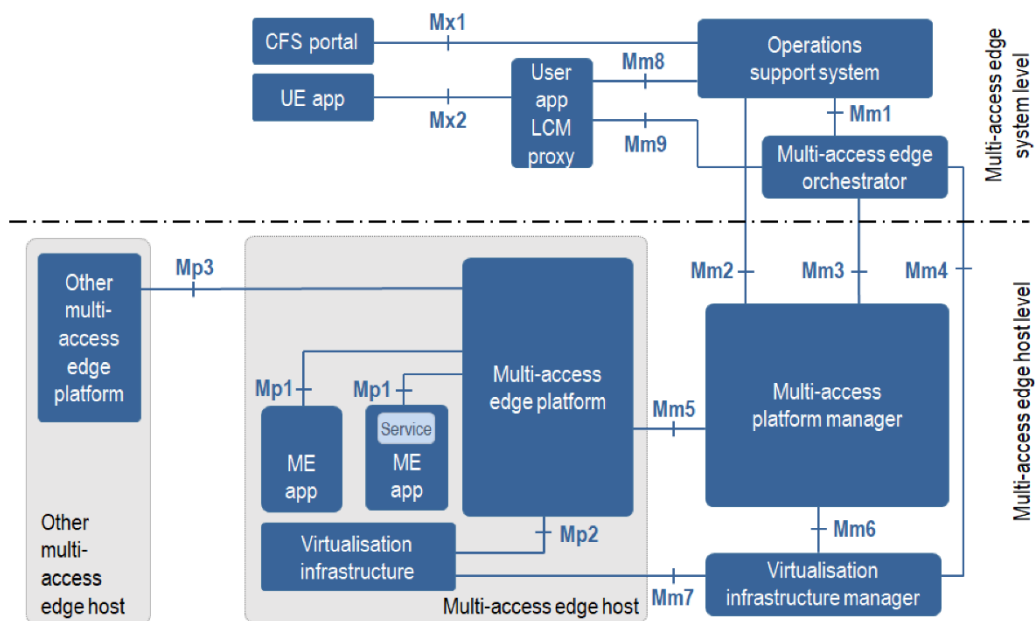 CFS portal
Mx1
Operations
support system
UE app
Mx2
User
app
LCM
proxy
Mm8
Mm9
Mm1
Multi-access edge
orchestrator
Multi-access edge
system level
Other
multi-
access
edge
platform
Mp3
Mm2
Mm3
Mm4
Multi-access
edge platform
Mp1
Mp1
ME
app
Service
ME
app
Mm5
Multi-access
platform manager
Multi-access edge host level
Mp2
Mm6
Virtualisation
infrastructure
Mm7
Virtualisation
infrastructure manager
Other
multi-
access
edge host
Multi-access edge host